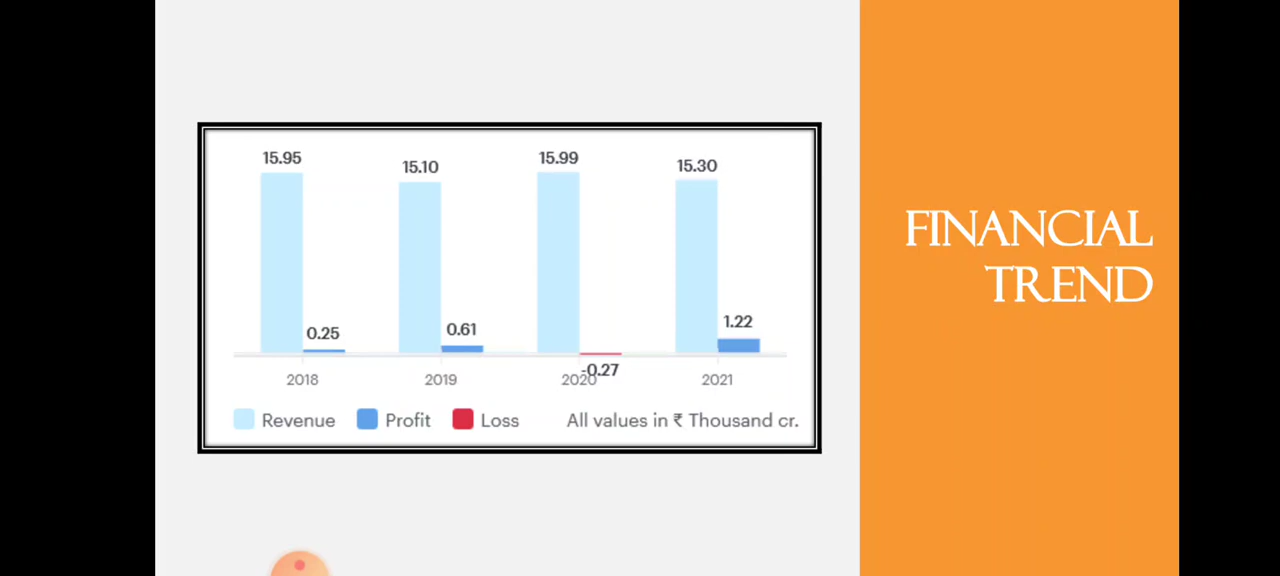 15.95
15.10
15.99
15.30
0.25
0.61
-0.27
1.22
2018
2019
2020
2021
Revenue
Profit
Loss
All values in ₹ Thousand cr.
FINANCIAL
TREND